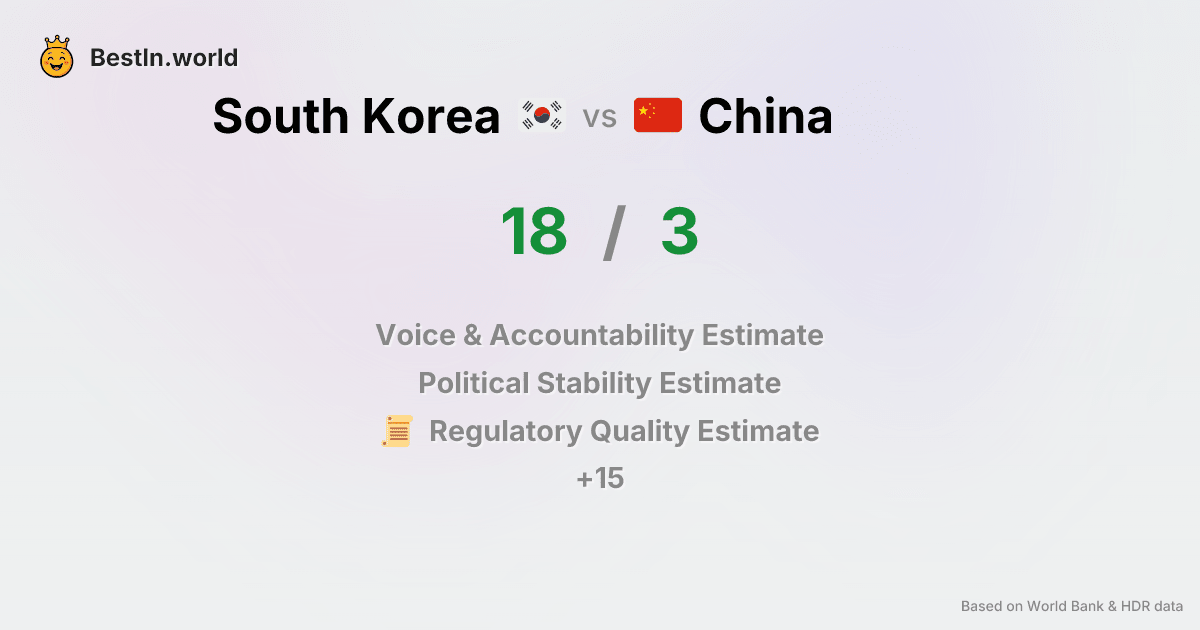 BestIn.world
South Korea vs China
18 / 3
Voice & Accountability Estimate
Political Stability Estimate
Regulatory Quality Estimate
+15
Based on World Bank & HDR data